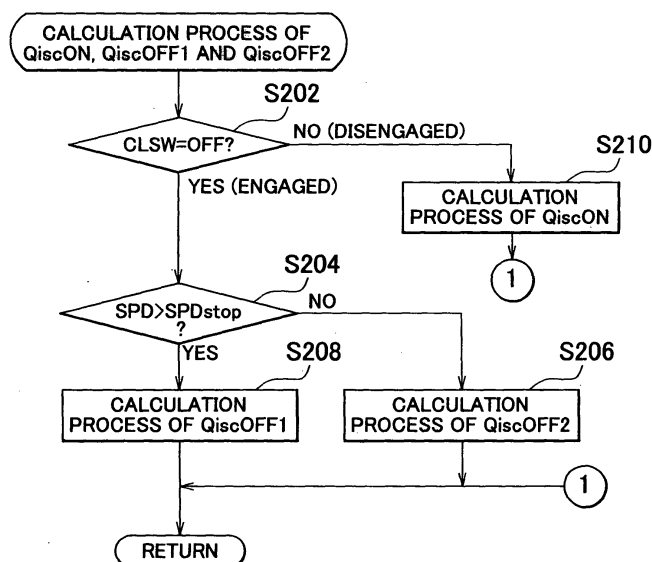 CALCULATION PROCESS OF
QiscON, QiscOFF1 AND QiscOFF2
S202
CLSW=OFF?
NO (DISENGAGED)
YES (ENGAGED)
S210
CALCULATION
PROCESS OF QiscON
1
S204
SPD>SPDstop
?
NO
YES
S208
CALCULATION
PROCESS OF QiscOFF1
S206
CALCULATION
PROCESS OF QiscOFF2
1
RETURN